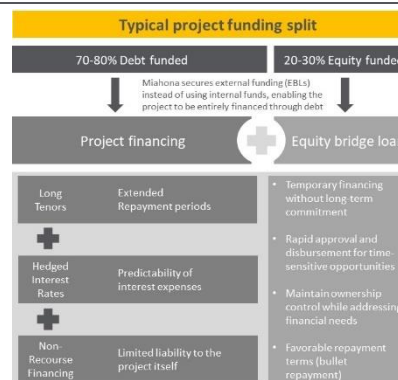 Typical project funding split
70-80% Debt funded
20-30% Equity funde
Miahona secures external funding (EBLs)
instead of using internal funds, enabling the
project to be entirely financed through debt
Project financing
Equity bridge loa
Long
Tenors
Extended
Repayment periods
Hedged
Interest
Rates
Predictability of
interest expenses
Non-
Recourse
Financing
Limited liability to the
project itself
• Temporary financing
without long-term
commitment
• Rapid approval and
disbursement for time-
sensitive opportunities
• Maintain ownership
control while addressing
financial needs
• Favorable repayment
terms (bullet
repayment)